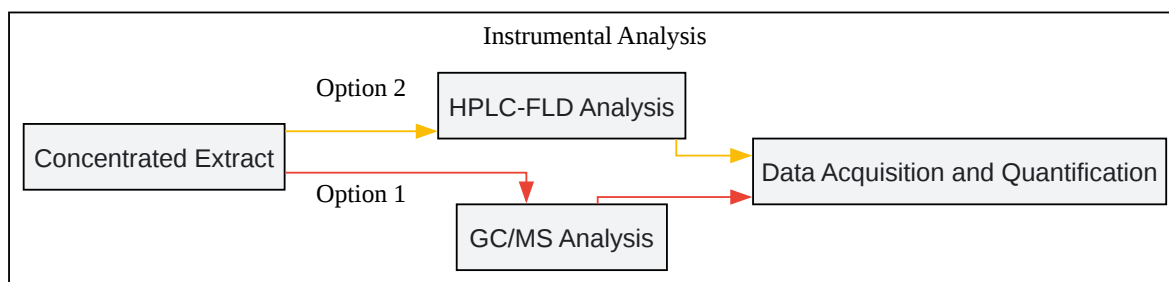 Instrumental Analysis
Option 2
HPLC-FLD Analysis
Concentrated Extract
Data Acquisition and Quantification
Option 1
GC/MS Analysis